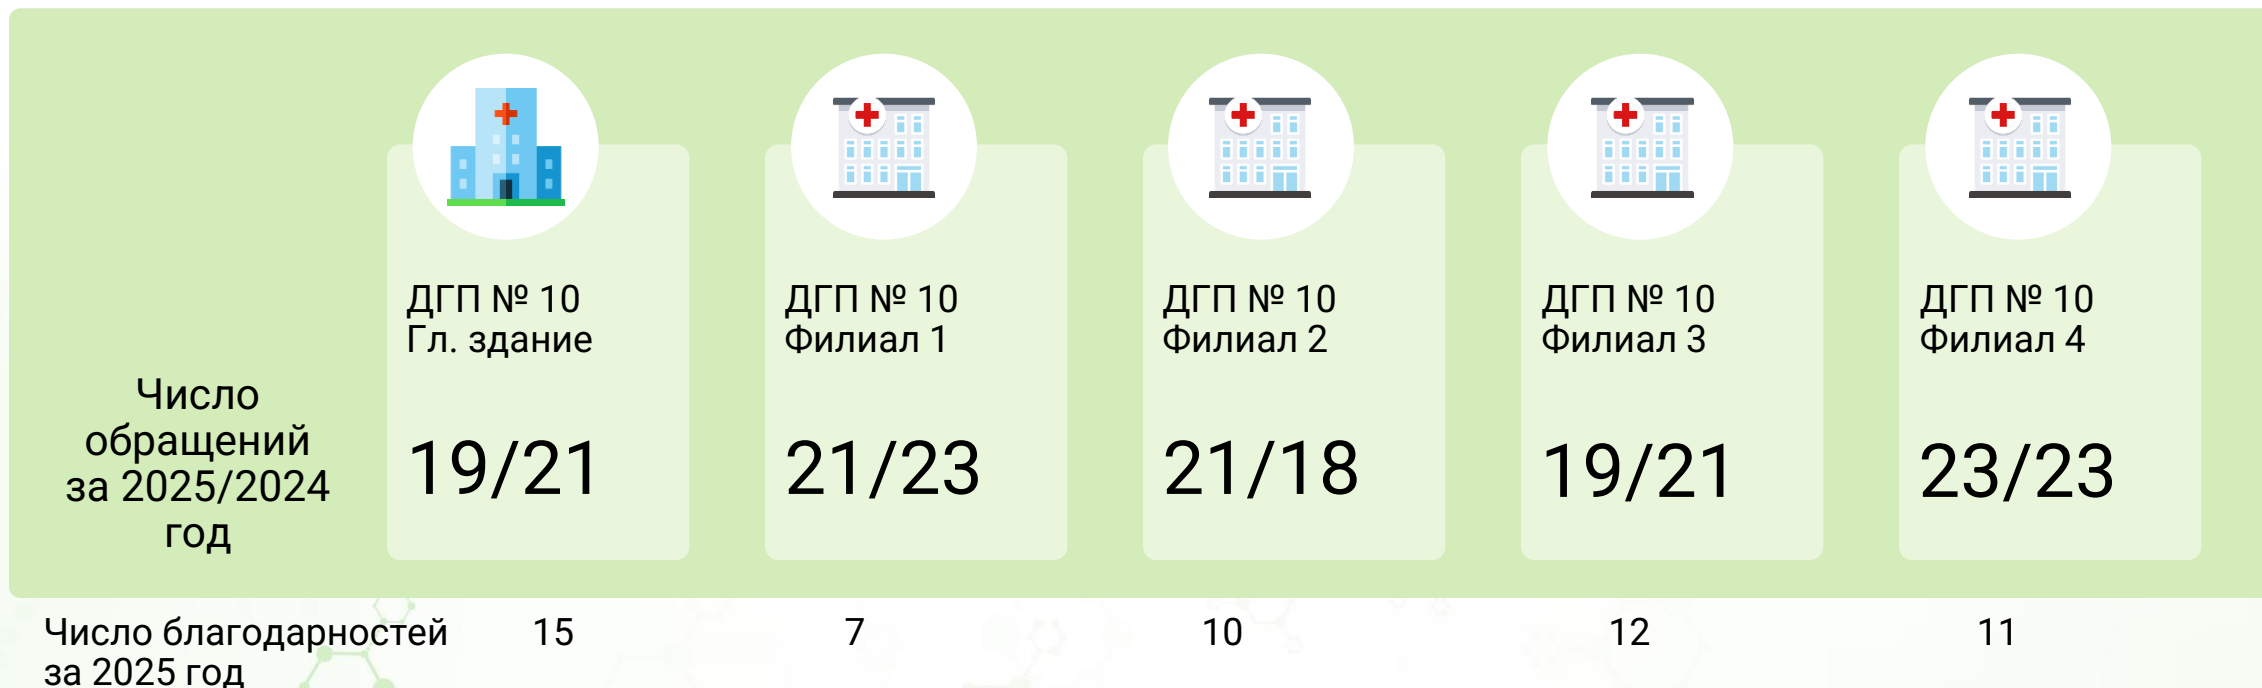 ДГП № 10
Гл. здание
ДГП № 10
Филиал 1
ДГП № 10
Филиал 2
ДГП № 10
Филиал 3
ДГП № 10
Филиал 4
Число
обращений
за 2025/2024
год
19/21
21/23
21/18
19/21
23/23
Число благодарностей
за 2025 год
15
7
10
12
11